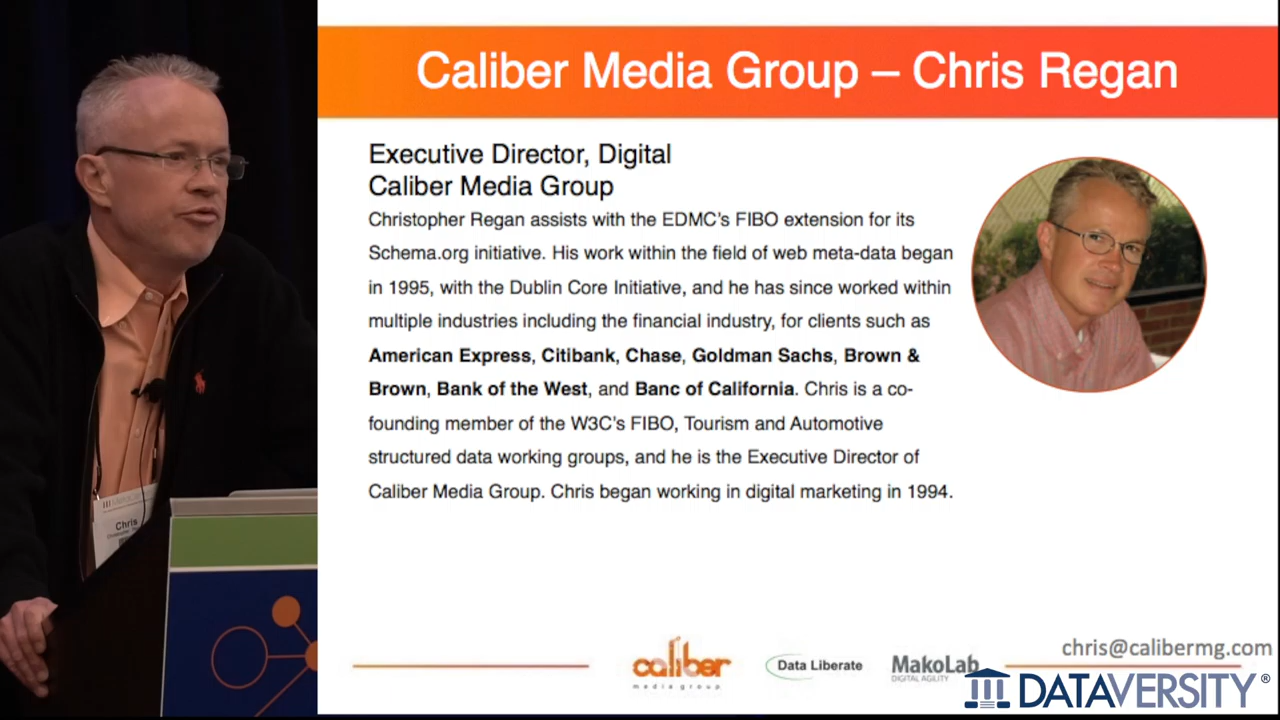 Caliber Media Group – Chris Regan
Executive Director, Digital
Caliber Media Group
Christopher Regan assists with the EDMC's FIBO extension for its
Schema.org initiative. His work within the field of web meta-data began
in 1995, with the Dublin Core Initiative, and he has since worked within
multiple industries including the financial industry, for clients such as
American Express, Citibank, Chase, Goldman Sachs, Brown &
Brown, Bank of the West, and Banc of California. Chris is a co-
founding member of the W3C's FIBO, Tourism and Automotive
structured data working groups, and he is the Executive Director of
Caliber Media Group. Chris began working in digital marketing in 1994.
Chris
caliber
media group
Data Liberate
MakoLab
DIGITAL AGILITY
chris@calibermg.com
DATAVERSITY®